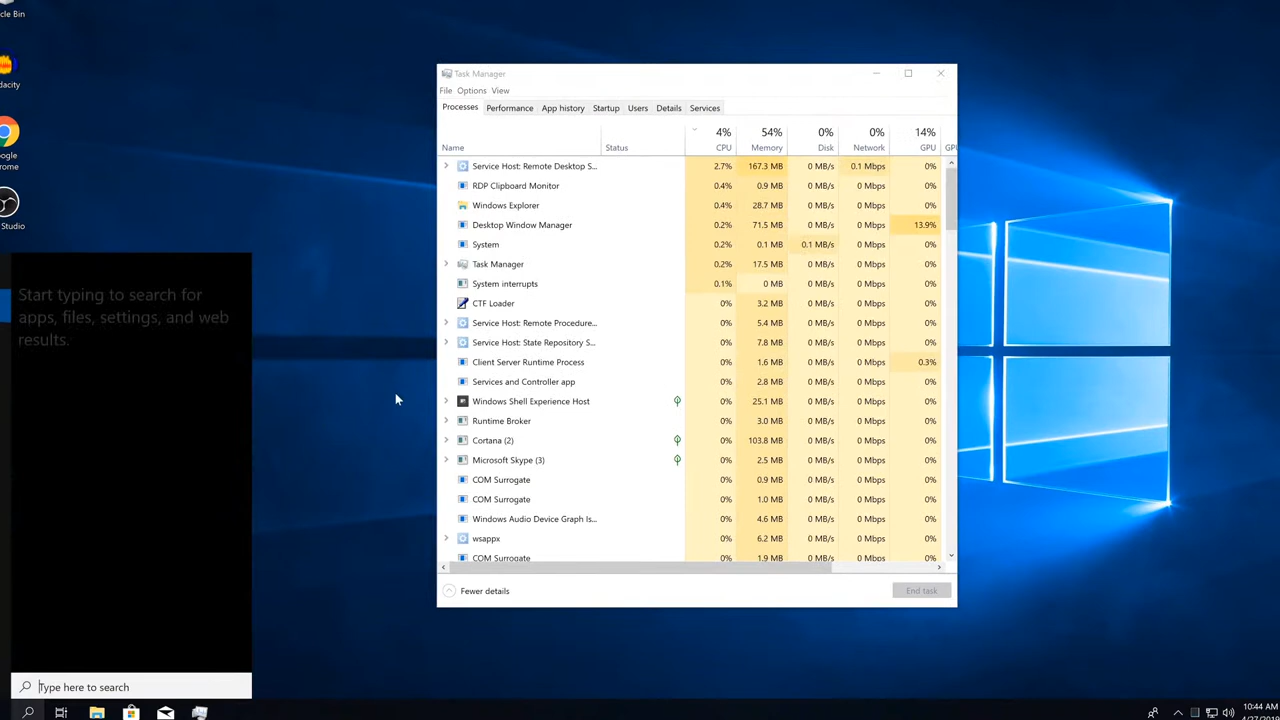 cle Bin
dacity
ogle
rome
Studio
Task Manager
File Options View
Processes Performance App history Startup Users Details Services
4% 54% 0% 0% 14%
Name Status CPU Memory Disk Network GPU GPU
Service Host: Remote Desktop S... 2.7% 167.3 MB 0 MB/s 0.1 Mbps 0%
RDP Clipboard Monitor 0.4% 0.9 MB 0 MB/s 0 Mbps 0%
Windows Explorer 0.4% 28.7 MB 0 MB/s 0 Mbps 0%
Desktop Window Manager 0.2% 71.5 MB 0 MB/s 0 Mbps 13.9%
System 0.2% 0.1 MB 0.1 MB/s 0 Mbps 0%
Task Manager 0.2% 17.5 MB 0 MB/s 0 Mbps 0%
System interrupts 0.1% 0 MB 0 MB/s 0 Mbps 0%
CTF Loader 0% 3.2 MB 0 MB/s 0 Mbps 0%
Service Host: Remote Procedure... 0% 5.4 MB 0 MB/s 0 Mbps 0%
Service Host: State Repository S... 0% 7.8 MB 0 MB/s 0 Mbps 0%
Client Server Runtime Process 0% 1.6 MB 0 MB/s 0 Mbps 0.3%
Services and Controller app 0% 2.8 MB 0 MB/s 0 Mbps 0%
Windows Shell Experience Host 0% 25.1 MB 0 MB/s 0 Mbps 0%
Runtime Broker 0% 3.0 MB 0 MB/s 0 Mbps 0%
Cortana (2) 0% 103.8 MB 0 MB/s 0 Mbps 0%
Microsoft Skype (3) 0% 2.5 MB 0 MB/s 0 Mbps 0%
COM Surrogate 0% 0.9 MB 0 MB/s 0 Mbps 0%
COM Surrogate 0% 1.0 MB 0 MB/s 0 Mbps 0%
Windows Audio Device Graph Is... 0% 4.6 MB 0 MB/s 0 Mbps 0%
wsappx 0% 6.2 MB 0 MB/s 0 Mbps 0%
COM Surrogate 0% 1.9 MB 0 MB/s 0 Mbps 0%
Fewer details End task
Start typing to search for
apps, files, settings, and web
results.
Type here to search
10:44 AM